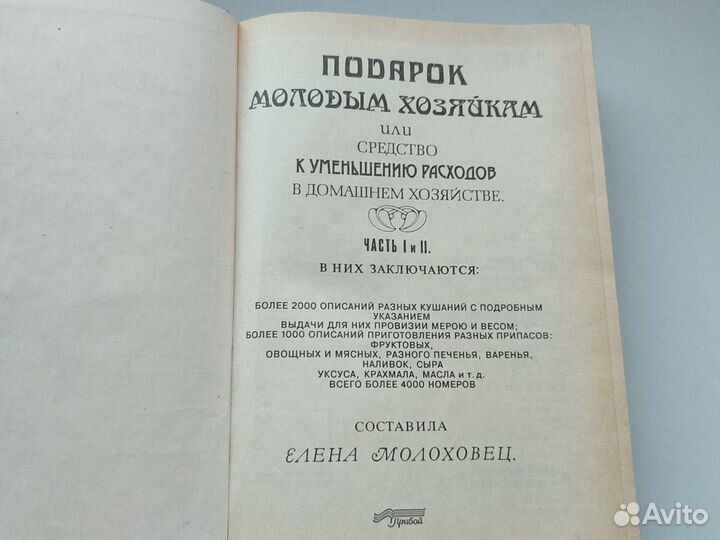 ПОДАРОК
МОЛОДЫМ ХОЗЯЙКАМ
ИЛИ
СРЕДСТВО
К УМЕНЬШЕНИЮ РАСХОДОВ
В ДОМАШНЕМ ХОЗЯЙСТВЕ.
ЧАСТЬ I и II.
В НИХ ЗАКЛЮЧАЮТСЯ:
БОЛЕЕ 2000 ОПИСАНИЙ РАЗНЫХ КУШАНИЙ С ПОДРОБНЫМ
УКАЗАНИЕМ
ВЫДАЧИ ДЛЯ НИХ ПРОВИЗИИ МЕРОЮ И ВЕСОМ;
БОЛЕЕ 1000 ОПИСАНИЙ ПРИГОТОВЛЕНИЯ РАЗНЫХ ПРИПАСОВ:
ФРУКТОВЫХ,
ОВОЩНЫХ И МЯСНЫХ, РАЗНОГО ПЕЧЕНЬЯ, ВАРЕНЬЯ,
НАЛИВОК, СЫРА
УКСУСА, КРАХМАЛА, МАСЛА и т. д.
ВСЕГО БОЛЕЕ 4000 НОМЕРОВ
СОСТАВИЛА
ЕЛЕНА МОЛОХОВЕЦ.
Прибой
Avito